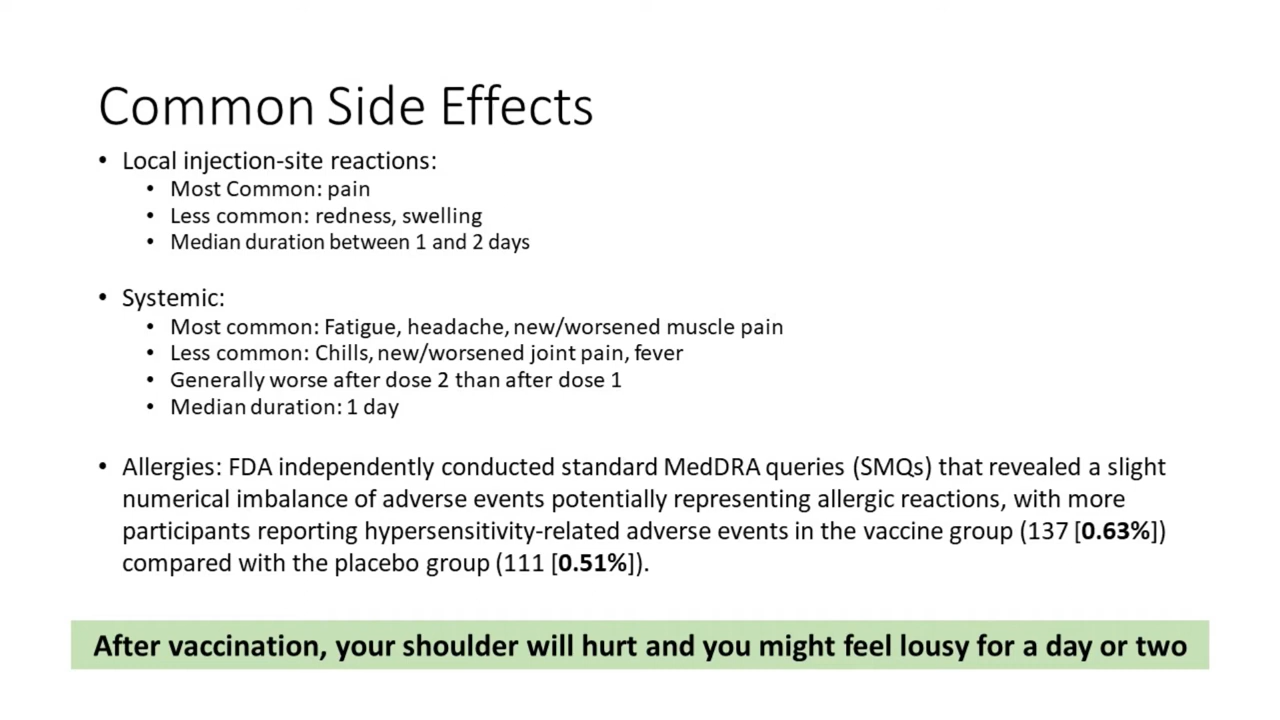 Common Side Effects
• Local injection-site reactions:
• Most Common: pain
• Less common: redness, swelling
• Median duration between 1 and 2 days
• Systemic:
• Most common: Fatigue, headache, new/worsened muscle pain
• Less common: Chills, new/worsened joint pain, fever
• Generally worse after dose 2 than after dose 1
• Median duration: 1 day
• Allergies: FDA independently conducted standard MedDRA queries (SMQs) that revealed a slight
numerical imbalance of adverse events potentially representing allergic reactions, with more
participants reporting hypersensitivity-related adverse events in the vaccine group (137 [0.63%])
compared with the placebo group (111 [0.51%]).
After vaccination, your shoulder will hurt and you might feel lousy for a day or two